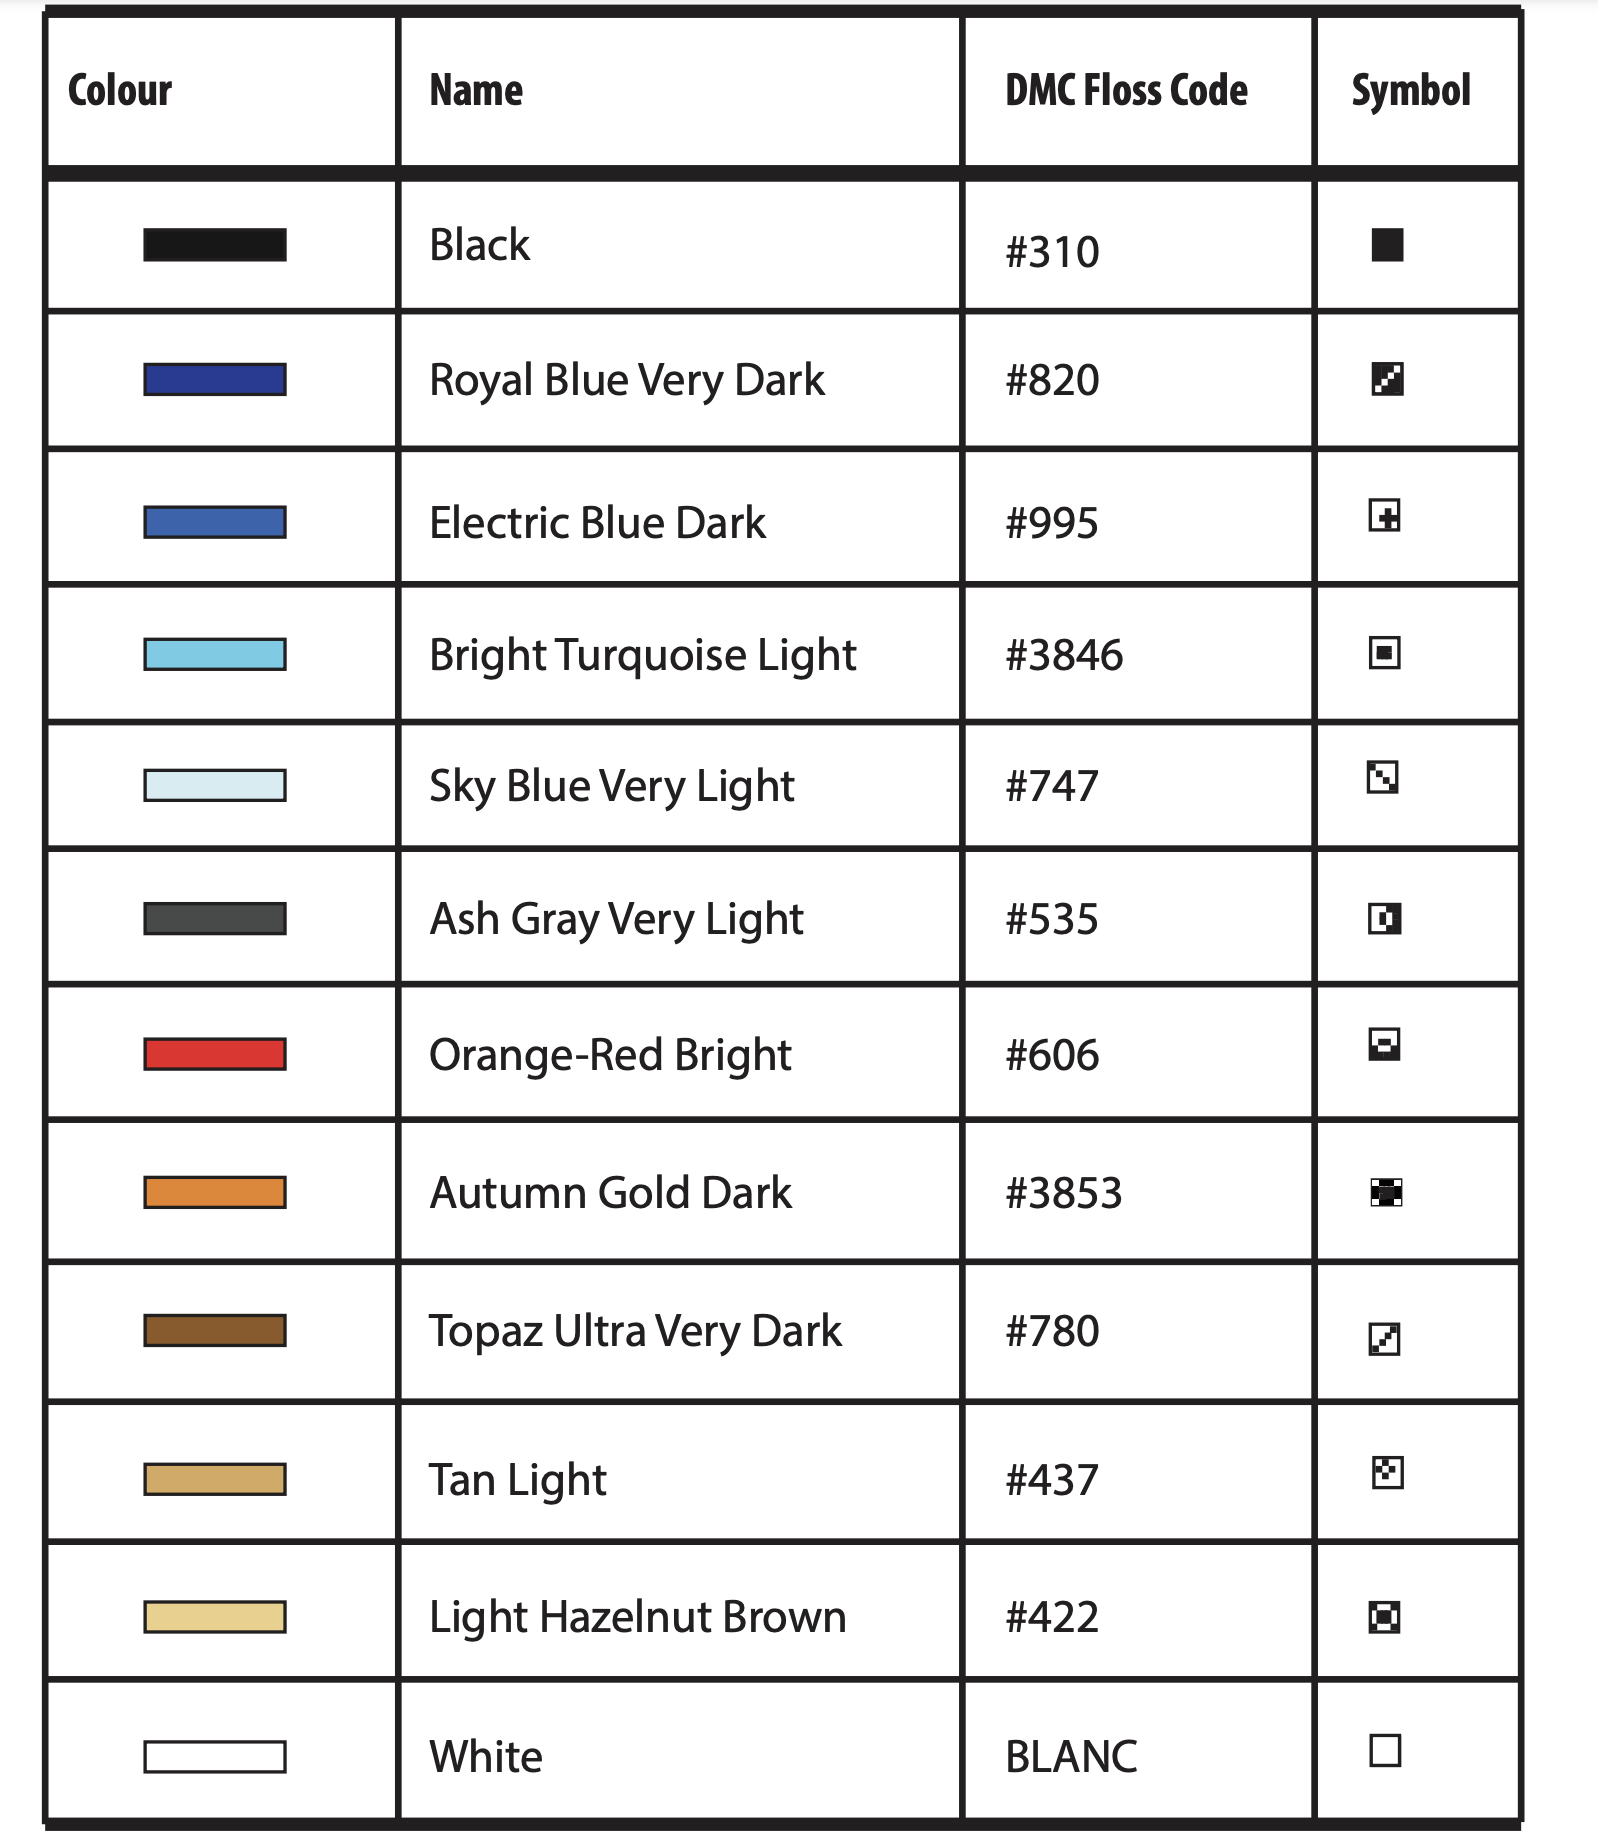 Colour Name DMC Floss Code Symbol
Black #310
Royal Blue Very Dark #820
Electric Blue Dark #995
Bright Turquoise Light #3846
Sky Blue Very Light #747
Ash Gray Very Light #535
Orange-Red Bright #606
Autumn Gold Dark #3853
Topaz Ultra Very Dark #780
Tan Light #437
Light Hazelnut Brown #422
White BLANC